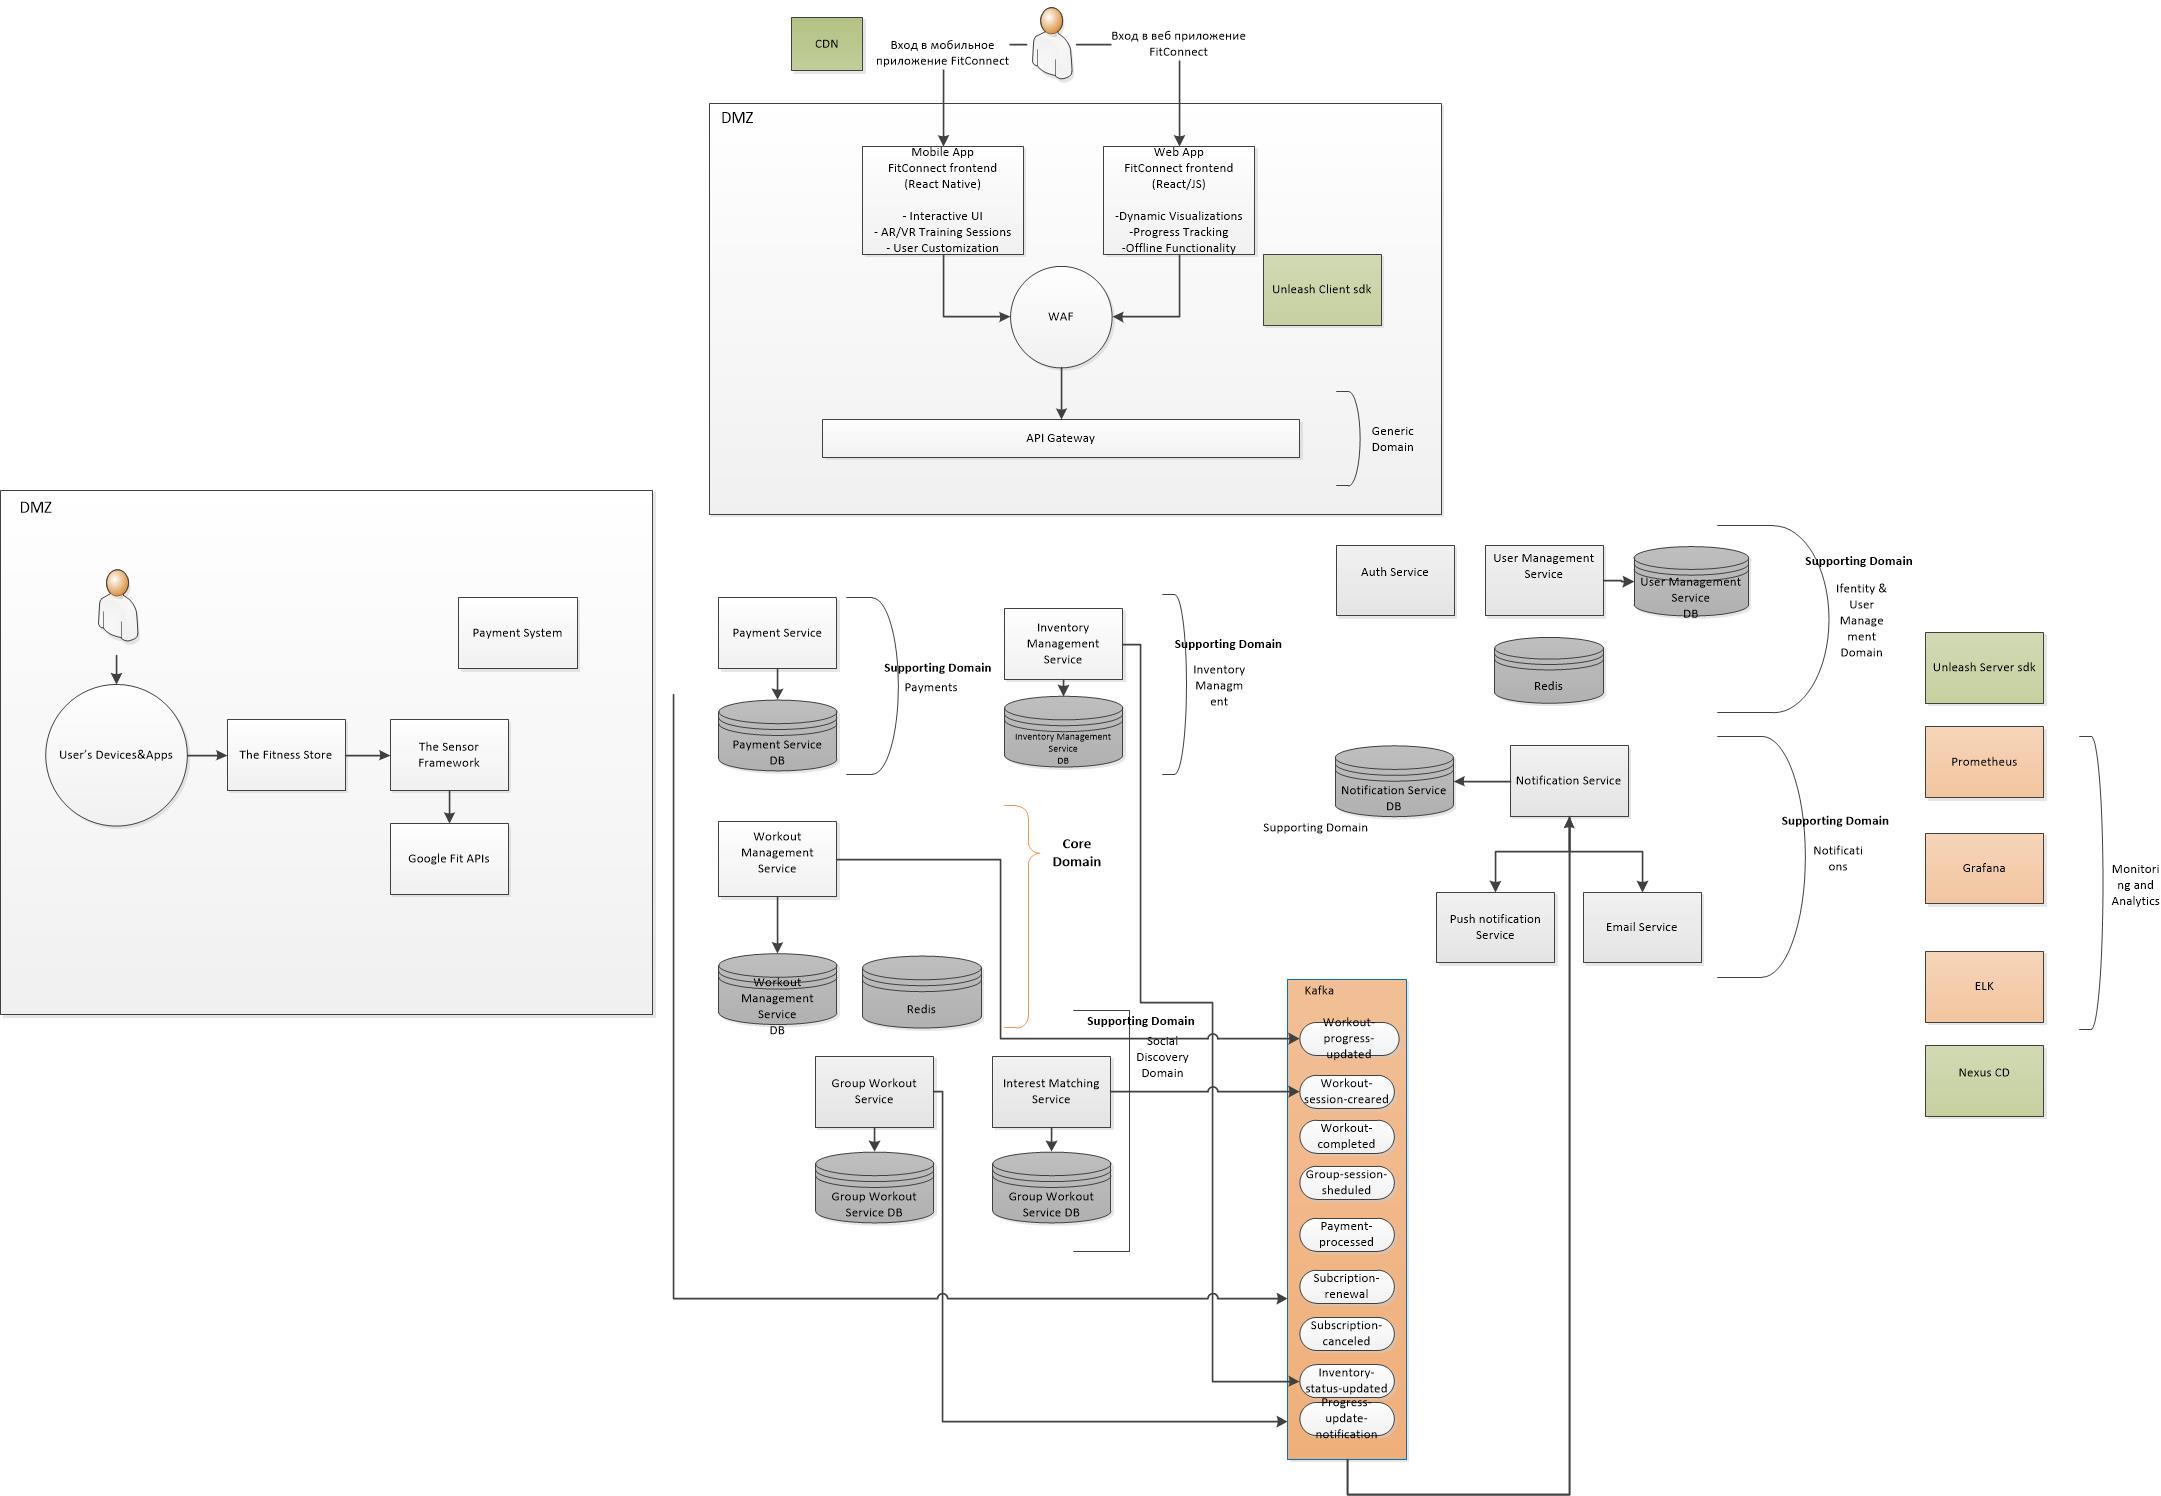 CDN
Вход в мобильное
приложение FitConnect
Вход в веб приложение
FitConnect
DMZ
Mobile App
FitConnect frontend
(React Native)
- Interactive UI
- AR/VR Training Sessions
- User Customization
Web App
FitConnect frontend
(React/JS)
-Dynamic Visualizations
-Progress Tracking
-Offline Functionality
Unleash Client sdk
WAF
API Gateway
Generic
Domain
DMZ
User's Devices&Apps
The Fitness Store
The Sensor
Framework
Google Fit APIs
Payment System
Payment Service
Payment Service
DB
Supporting Domain
Payments
Inventory
Management
Service
Inventory Management
Service
DB
Supporting Domain
Inventory
Managm
ent
Auth Service
User Management
Service
User Management
Service
DB
Redis
Supporting Domain
Ifentity &
User
Manage
ment
Domain
Notification Service
DB
Supporting Domain
Notification Service
Push notification
Service
Email Service
Supporting Domain
Notificati
ons
Unleash Server sdk
Prometheus
Grafana
ELK
Nexus CD
Monitori
ng and
Analytics
Workout
Management
Service
Workout
Management
Service
DB
Redis
Core
Domain
Supporting Domain
Social
Discovery
Domain
Group Workout
Service
Group Workout
Service DB
Interest Matching
Service
Group Workout
Service DB
Kafka
Workout-
progress-
updated
Workout-
session-creared
Workout-
completed
Group-session-
sheduled
Payment-
processed
Subcription-
renewal
Subscription-
canceled
Inventory-
status-updated
Progress-
update-
notification